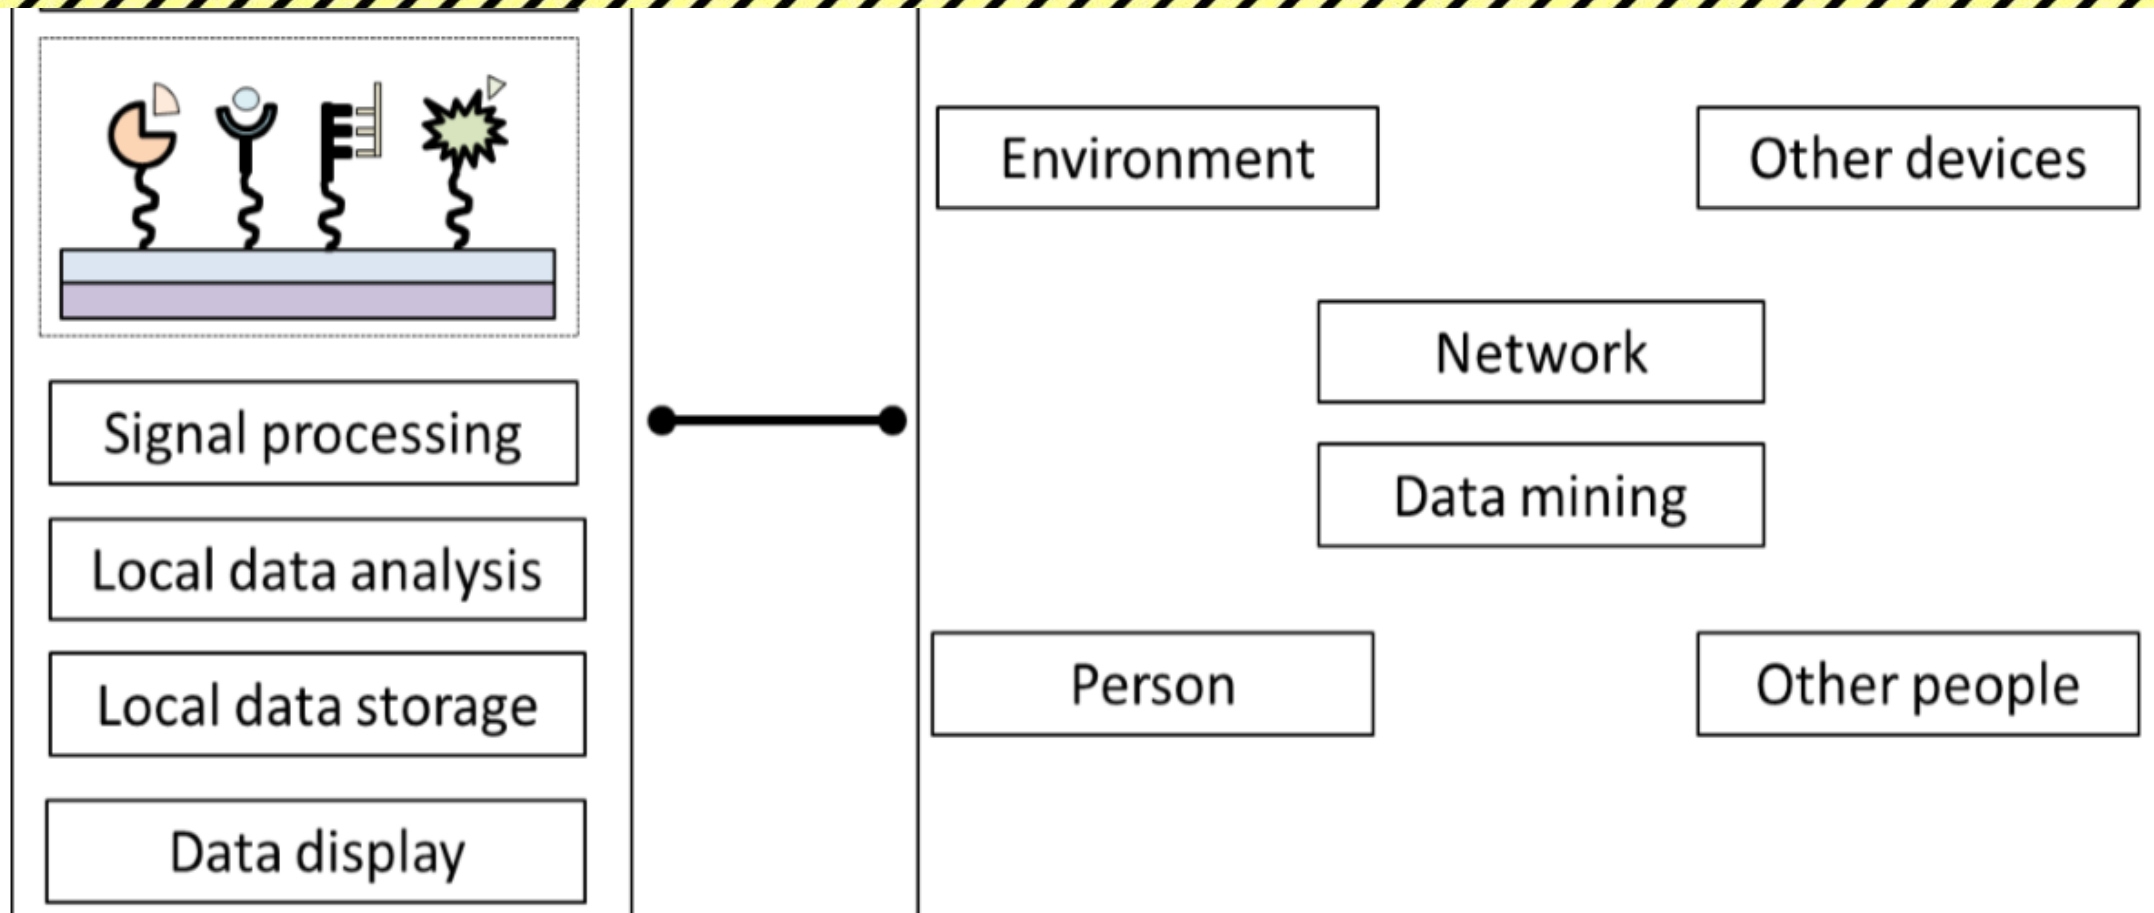 Signal processing
Local data analysis
Local data storage
Data display
Environment
Other devices
Network
Data mining
Person
Other people